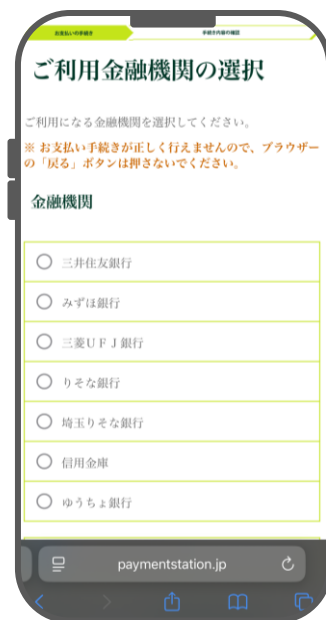 お支払いの手続き
手続き内容の確認
ご利用金融機関の選択
ご利用になる金融機関を選択してください。
※ お支払い手続きが正しく行えませんので、ブラウザー
の「戻る」ボタンは押さないでください。
金融機関
三井住友銀行
みずほ銀行
三菱ＵＦＪ銀行
りそな銀行
埼玉りそな銀行
信用金庫
ゆうちょ銀行
paymentstation.jp